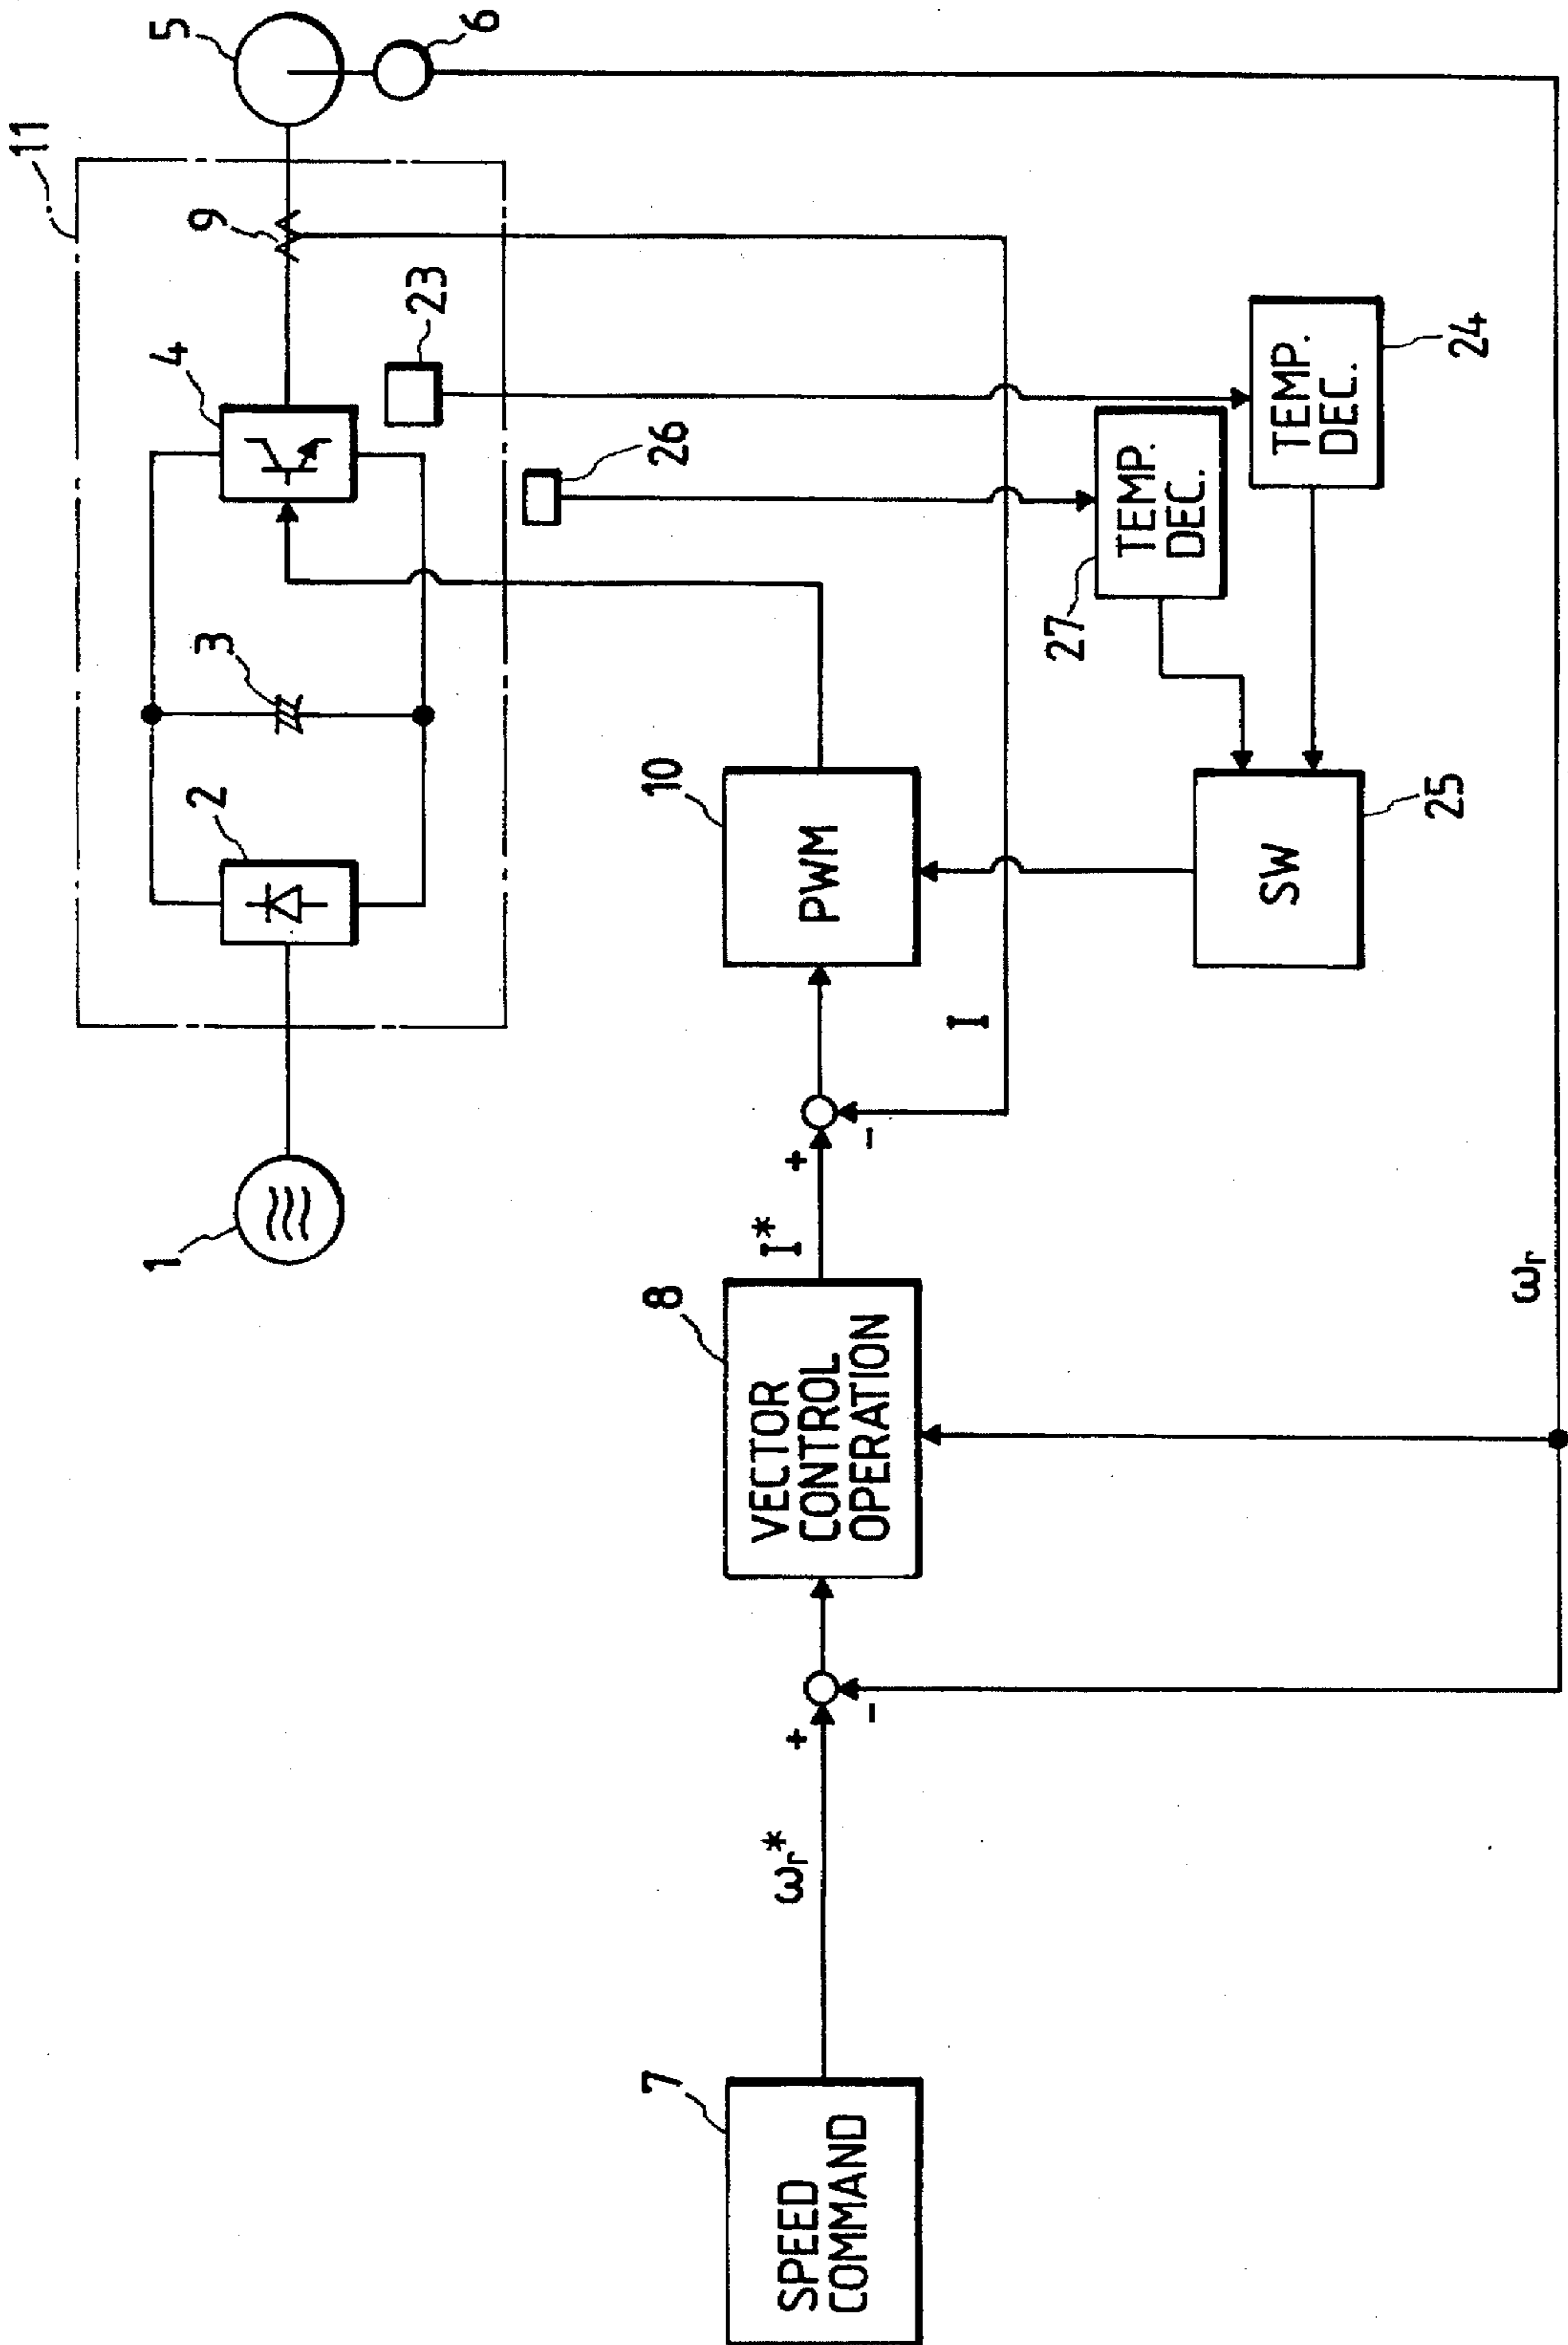 11
1
2
3
4
9
5
6
23
26
7
SPEED
COMMAND
ωr*
+
-
8
VECTOR
CONTROL
OPERATION
I*
+
-
10
PWM
I
27
TEMP.
DEC.
TEMP.
DEC.
24
SW
25
ωr